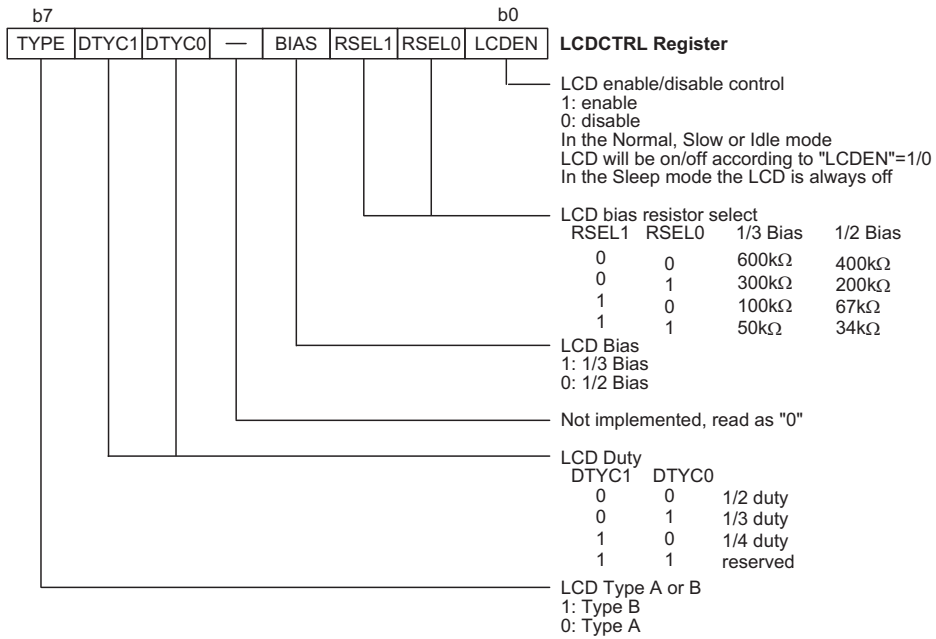 b7 b0
TYPE DTYC1 DTYC0 — BIAS RSEL1 RSEL0 LCDEN LCDCTRL Register
LCD enable/disable control
1: enable
0: disable
In the Normal, Slow or Idle mode
LCD will be on/off according to "LCDEN"=1/0
In the Sleep mode the LCD is always off
LCD bias resistor select
RSEL1 RSEL0 1/3 Bias 1/2 Bias
0 0 600kΩ 400kΩ
0 1 300kΩ 200kΩ
1 0 100kΩ 67kΩ
1 1 50kΩ 34kΩ
LCD Bias
1: 1/3 Bias
0: 1/2 Bias
Not implemented, read as "0"
LCD Duty
DTYC1 DTYC0
0 0 1/2 duty
0 1 1/3 duty
1 0 1/4 duty
1 1 reserved
LCD Type A or B
1: Type B
0: Type A